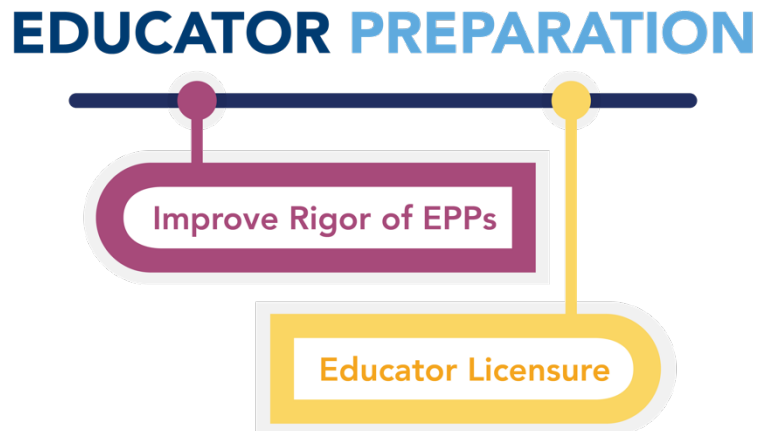 EDUCATOR PREPARATION
Improve Rigor of EPPs
Educator Licensure